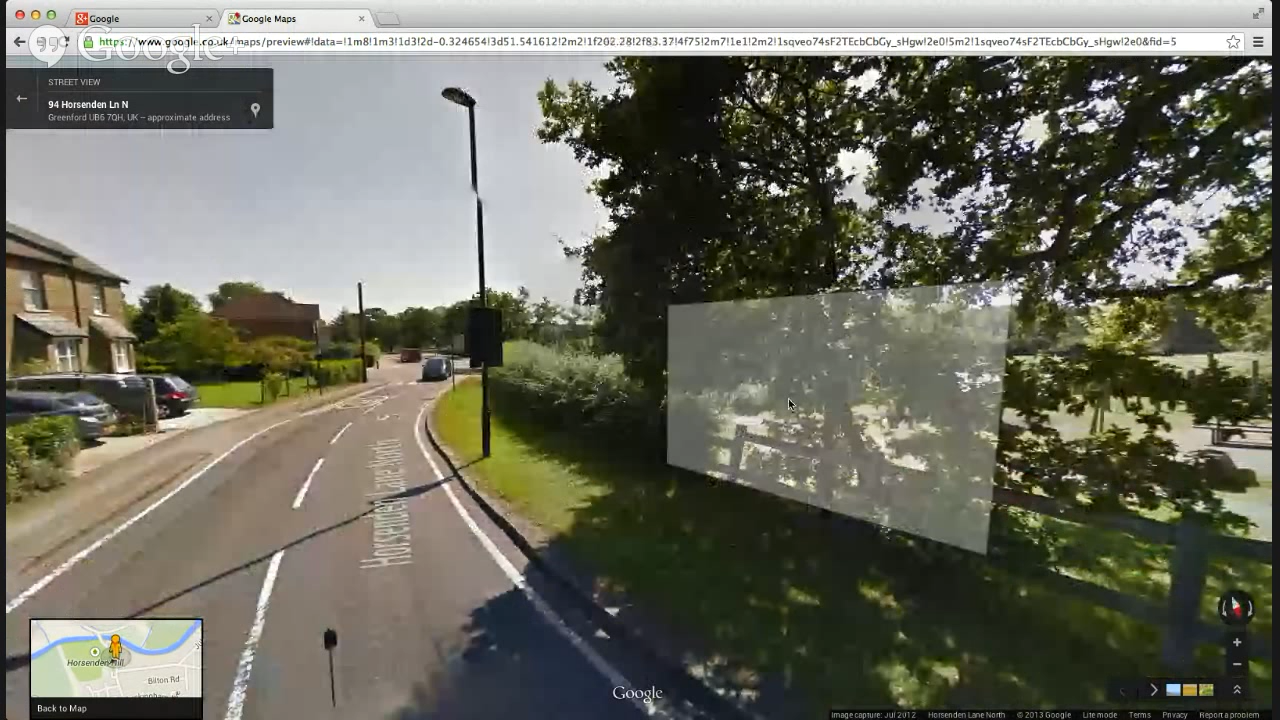 Google
Google Maps
https://www.google.co.uk/maps/preview#!data=!1m8!1m3!1d3!2d-0.324654!3d51.541612!2m2!1f202.28!2f83.37!4f75!2m7!1e1!2m2!1sqveo74sF2TEcbCbGy_sHgw!2e0!5m2!1sqveo74sF2TEcbCbGy_sHgw!2e0&fid=5
Google+
STREET VIEW
94 Horsenden Ln N
Greenford UB6 7QH, UK – approximate address
Horsenden Lane North
Horsenden Hill
Bilton Rd
Back to Map
Google
Image capture: Jul 2012 Horsenden Lane North © 2013 Google Lite mode Terms Privacy Report a problem